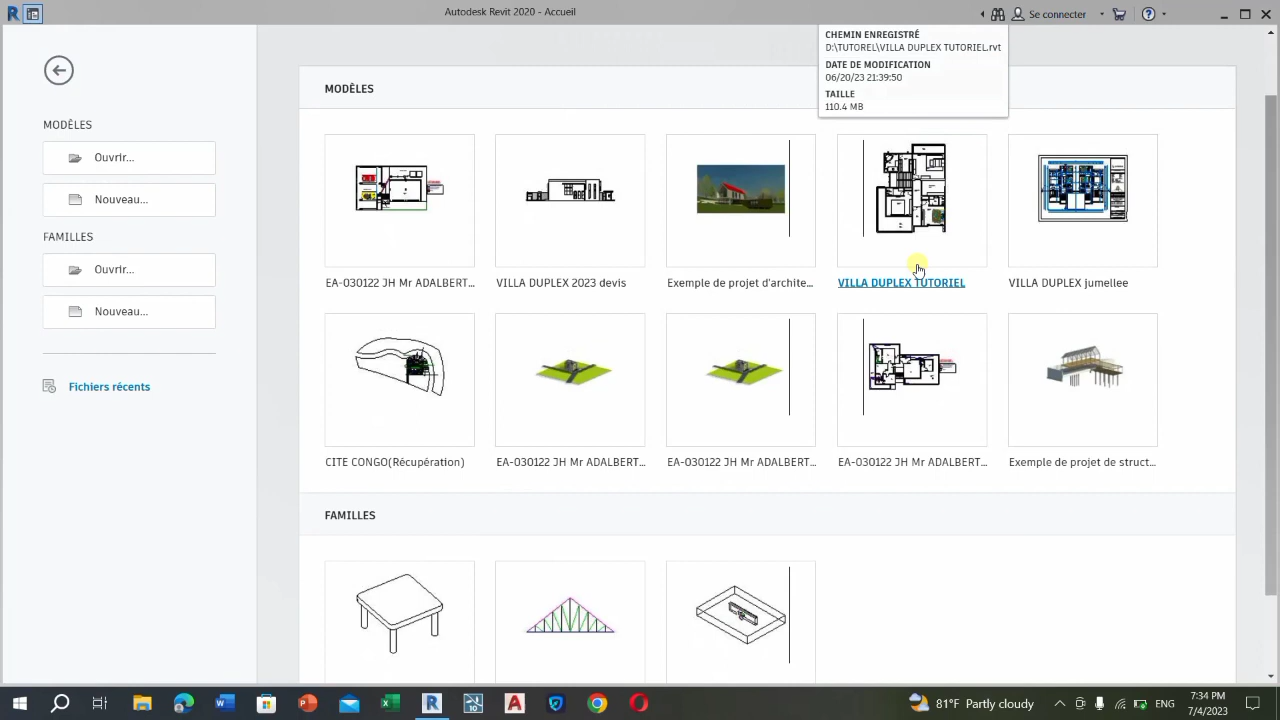 Autodesk Revit 2020 - Accueil
Se connecter
CHEMIN ENREGISTRÉ
D:\TUTOREL\VILLA DUPLEX TUTORIEL.rvt
DATE DE MODIFICATION
06/20/23 21:39:50
TAILLE
110.4 MB
MODÈLES
Ouvrir...
Nouveau...
FAMILLES
Ouvrir...
Nouveau...
Fichiers récents
MODÈLES
EA-030122 JH Mr ADALBERT...
VILLA DUPLEX 2023 devis
Exemple de projet d'archite...
VILLA DUPLEX TUTORIEL
VILLA DUPLEX jumellee
CITE CONGO(Récupération)
EA-030122 JH Mr ADALBERT...
EA-030122 JH Mr ADALBERT...
EA-030122 JH Mr ADALBERT...
Exemple de projet de struct...
FAMILLES
81°F Partly cloudy
ENG
7:34 PM
7/4/2023